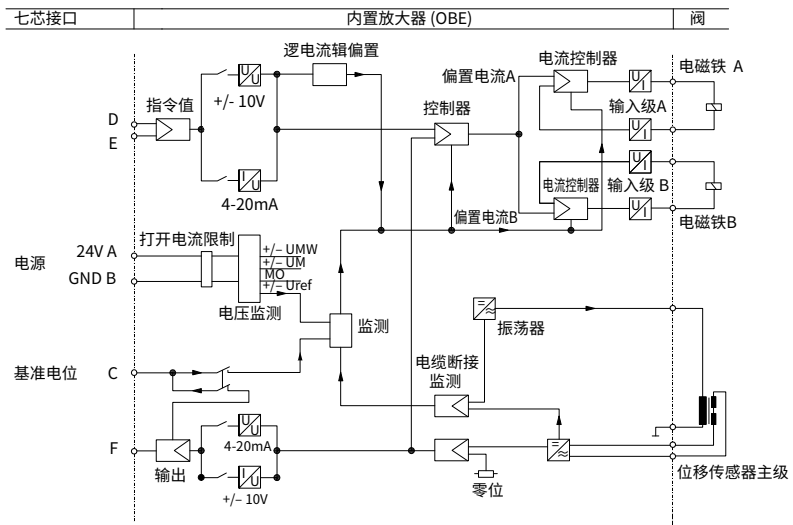 七芯接口
内置放大器 (OBE)
阀
逻电流辑偏置
电流控制器
偏置电流A
电磁铁 A
U
U
U
I
指令值
+/- 10V
控制器
输入级A
D
E
U
I
I
U
U
I
4-20mA
电流控制器
输入级 B
U
I
偏置电流B
电磁铁B
打开电流限制
电源
24V A
+/– UMW
+/– UM
GND B
MO
+/– Uref
电压监测
监测
振荡器
电缆断接
监测
基准电位
C
U
U
4-20mA
F
输出
I
U
零位
位移传感器主级
+/– 10V